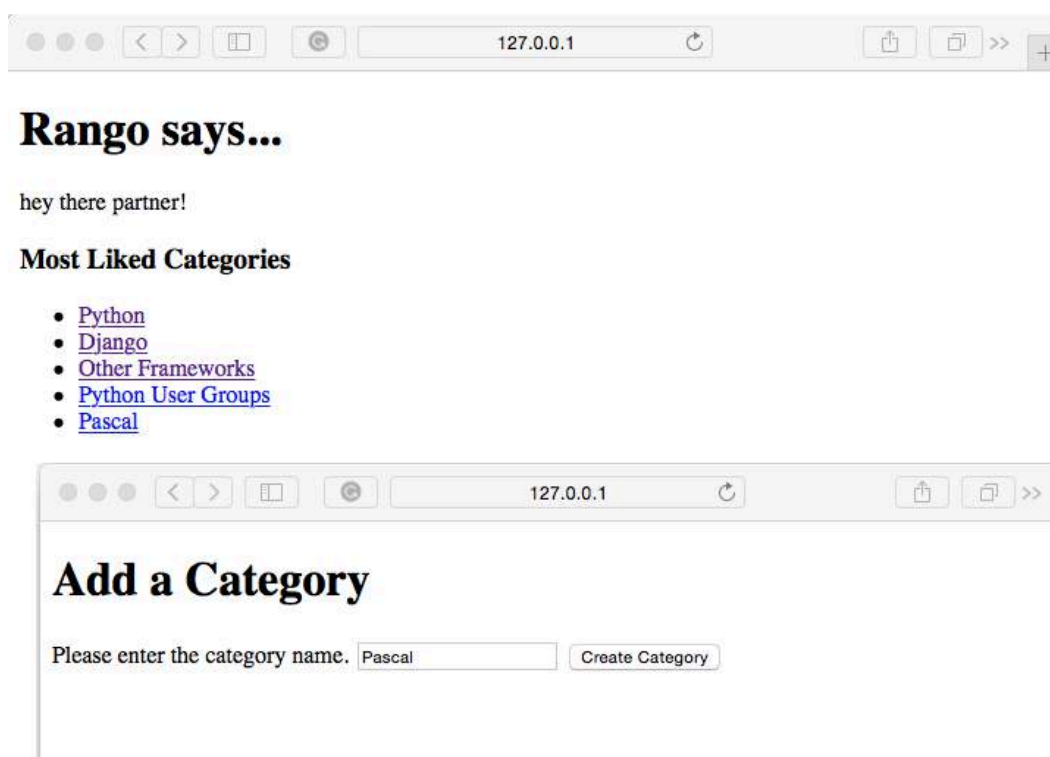 127.0.0.1
Rango says...
hey there partner!
Most Liked Categories
Python
Django
Other Frameworks
Python User Groups
Pascal
127.0.0.1
Add a Category
Please enter the category name. Pascal Create Category